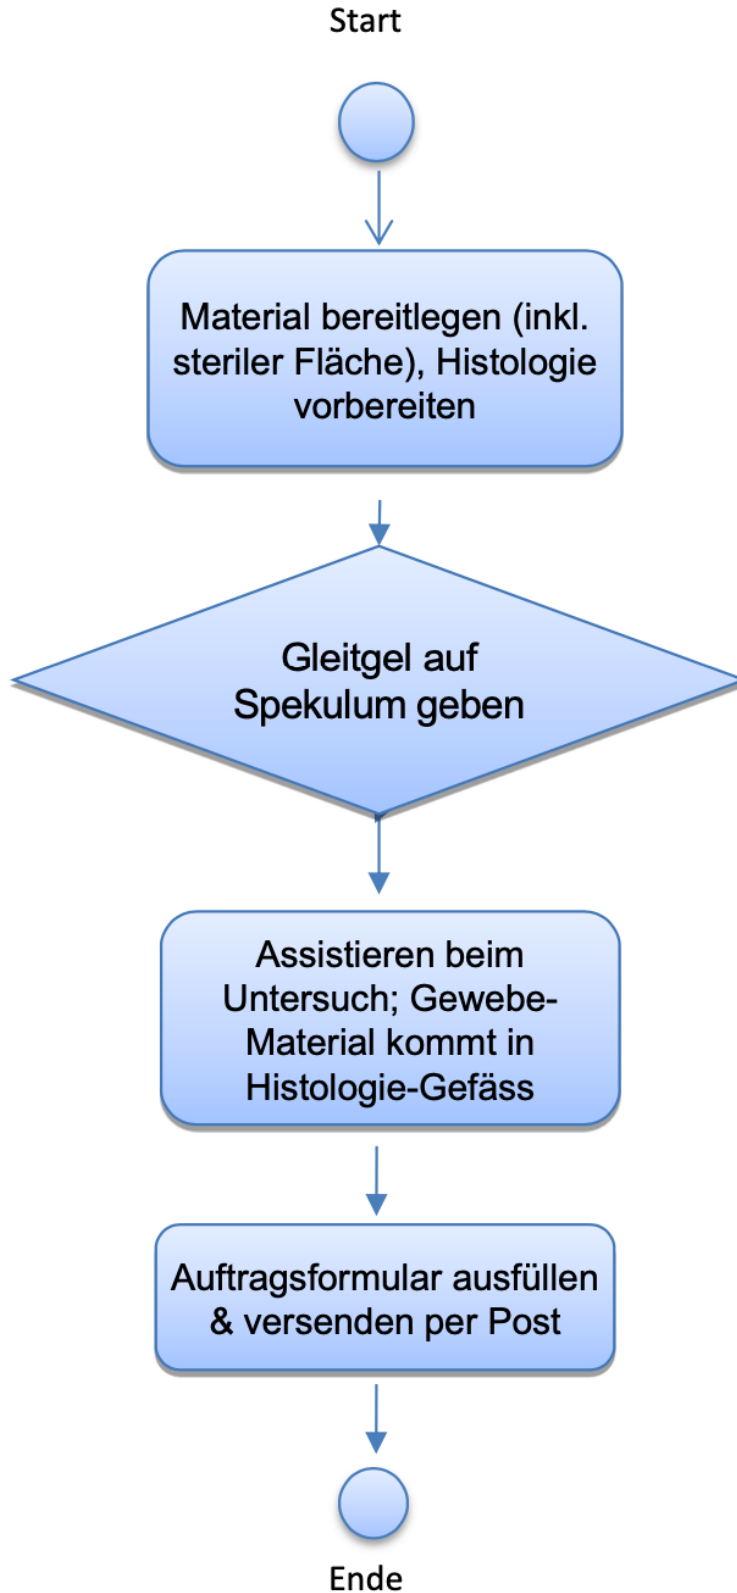 Start
Material bereitlegen (inkl.
steriler Fläche), Histologie
vorbereiten
Gleitgel auf
Spekulum geben
Assistieren beim
Untersuch; Gewebe-
Material kommt in
Histologie-Gefäss
Auftragsformular ausfüllen
& versenden per Post
Ende